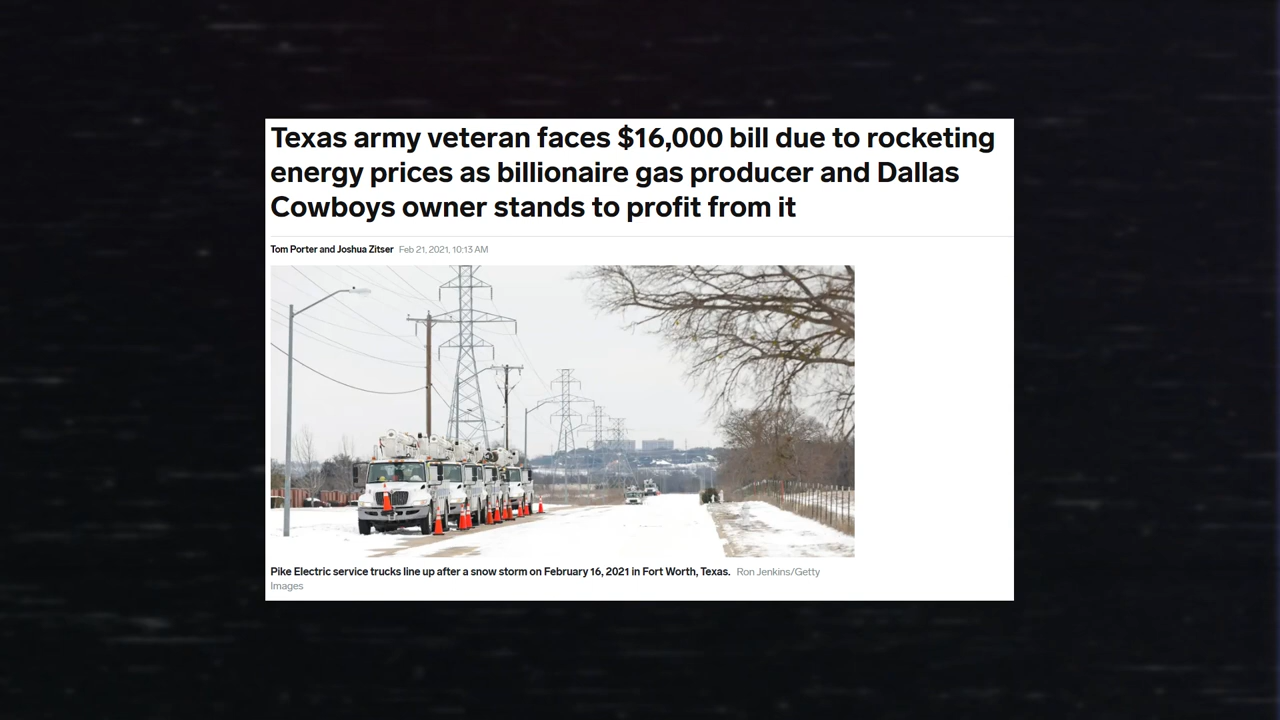 Texas army veteran faces $16,000 bill due to rocketing
energy prices as billionaire gas producer and Dallas
Cowboys owner stands to profit from it
Tom Porter and Joshua Zitser Feb 21, 2021, 10:13 AM
Pike Electric service trucks line up after a snow storm on February 16, 2021 in Fort Worth, Texas. Ron Jenkins/Getty
Images